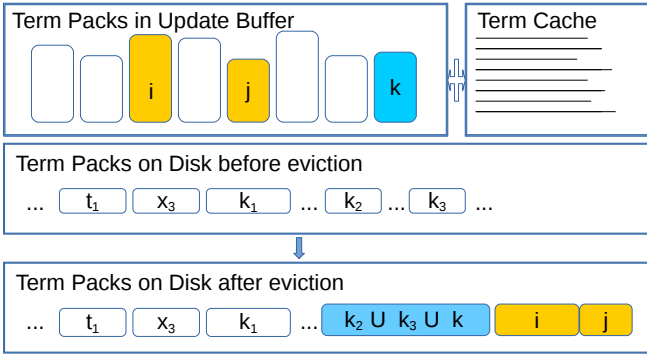 Term Packs in Update Buffer
Term Cache
i
j
k
Term Packs on Disk before eviction
... t₁ x₃ k₁ ... k₂ ... k₃ ...
Term Packs on Disk after eviction
... t₁ x₃ k₁ ... k₂ U k₃ U k i j